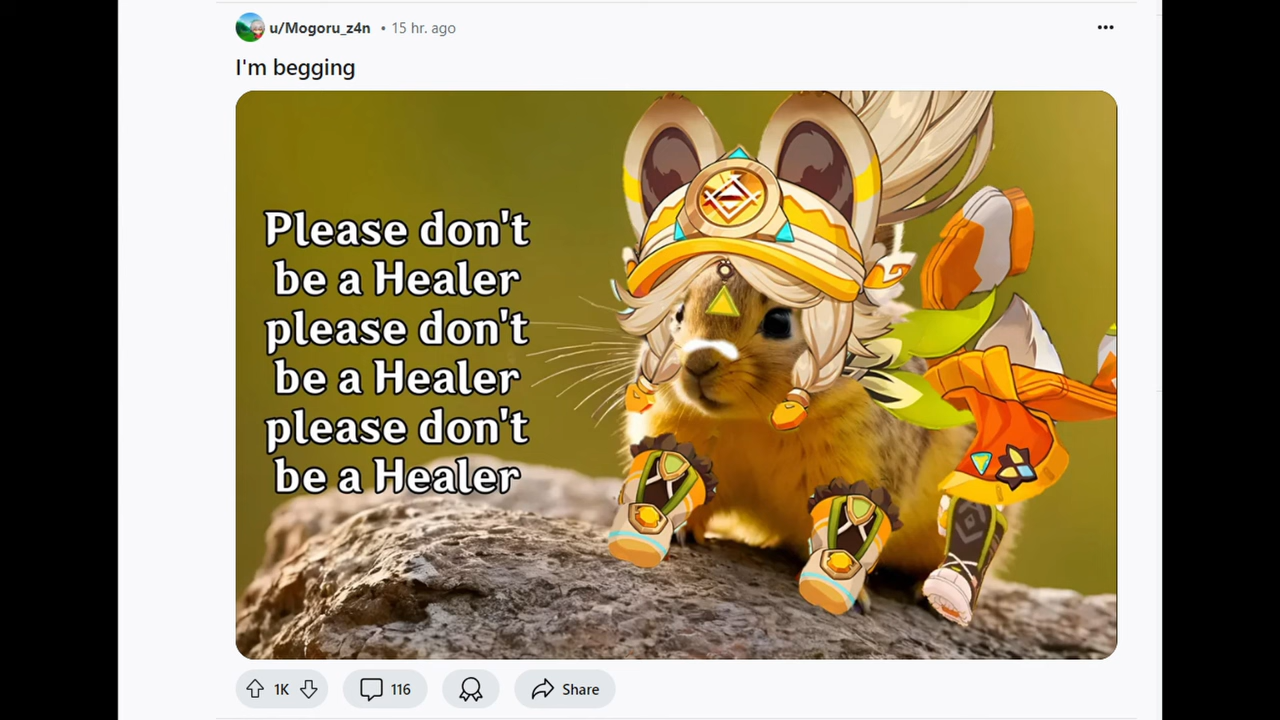 u/Mogoru_z4n • 15 hr. ago
I'm begging
Please don't
be a Healer
please don't
be a Healer
please don't
be a Healer
1K 116 Share